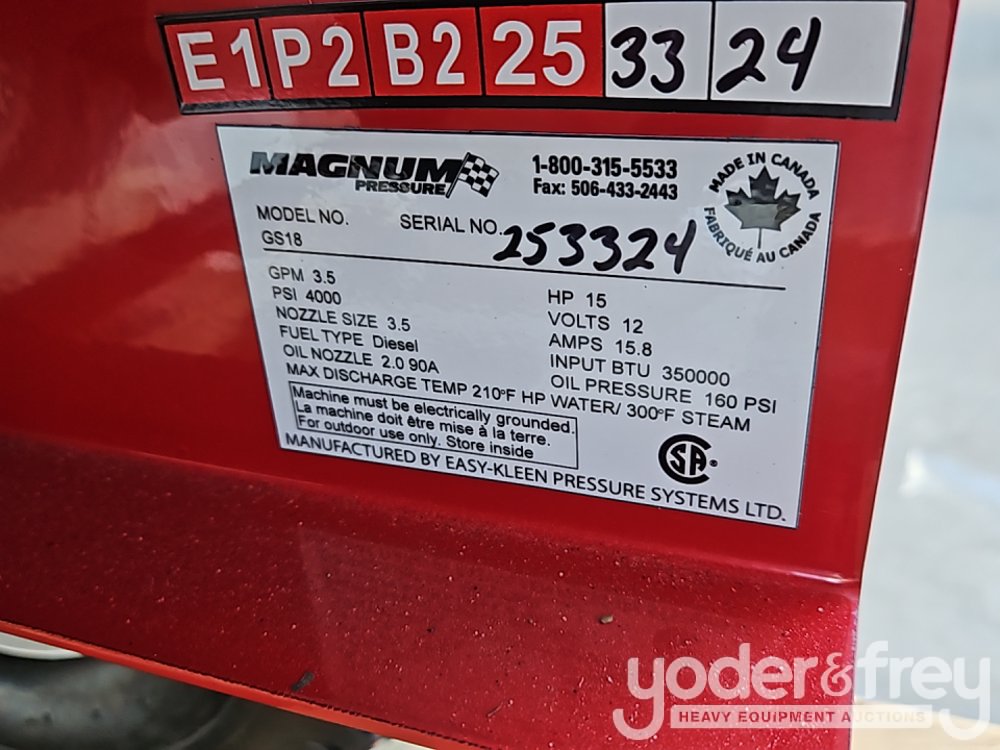 E1 P2 B2 25 33 24
MAGNUM
PRESSURE
1-800-315-5533
Fax: 506-433-2443
MADE IN CANADA
FABRIQUÉ AU CANADA
MODEL NO. SERIAL NO. 253324
GS18
GPM 3.5
PSI 4000
NOZZLE SIZE 3.5
FUEL TYPE Diesel
OIL NOZZLE 2.0 90A
HP 15
VOLTS 12
AMPS 15.8
INPUT BTU 350000
OIL PRESSURE 160 PSI
MAX DISCHARGE TEMP 210°F HP WATER/ 300°F STEAM
Machine must be electrically grounded.
La machine doit être mise à la terre.
For outdoor use only. Store inside
SA
MANUFACTURED BY EASY-KLEEN PRESSURE SYSTEMS LTD.
yoder&frey
HEAVY EQUIPMENT AUCTIONS